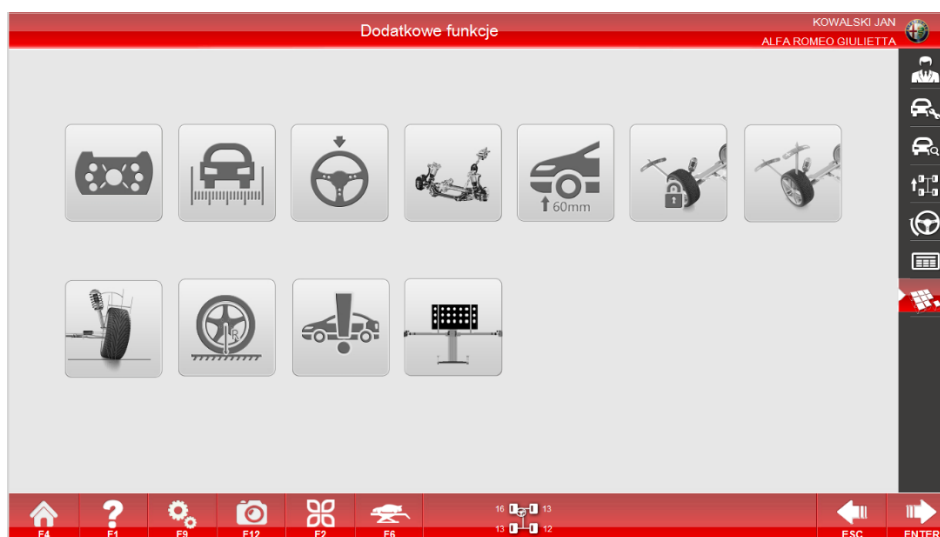 Dodatkowe funkcje
KOWALSKI JAN
ALFA ROMEO GIULIETTA
60mm
R
16 13
13 12
F4 F1 F9 F12 F2 F6 ESC ENTER